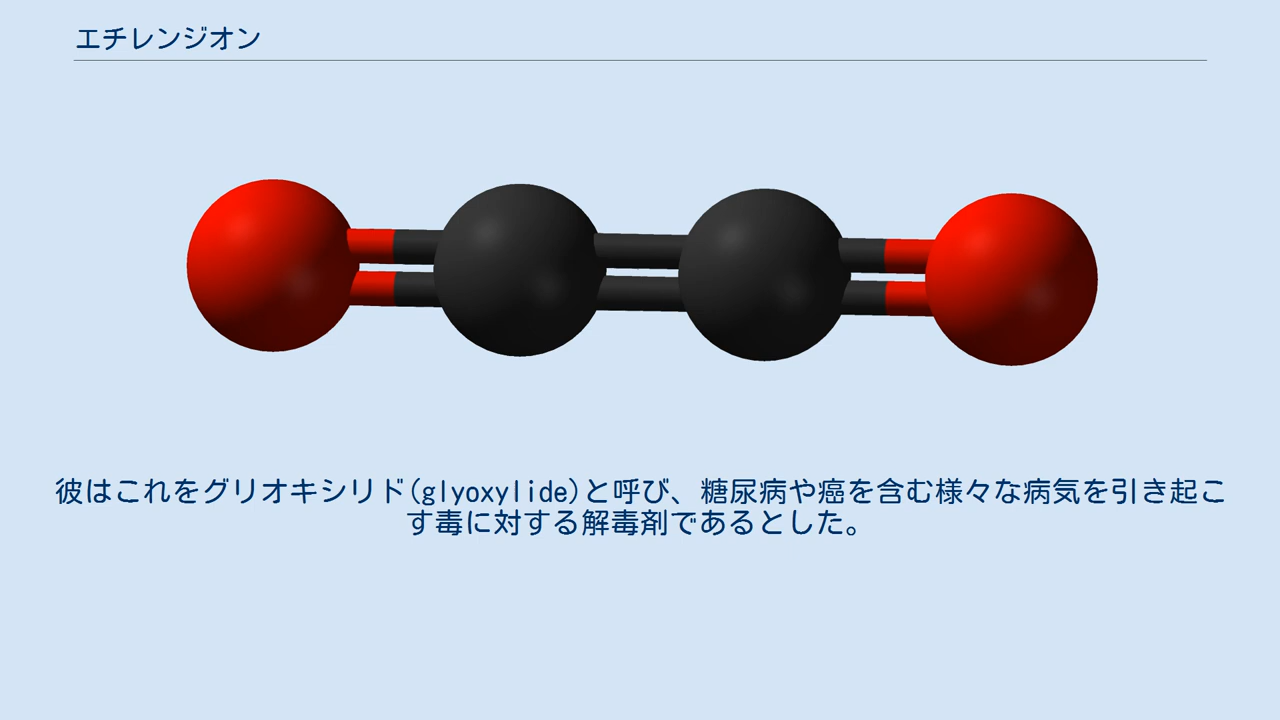 エチレンジオン
彼はこれをグリオキシリド(glyoxylide)と呼び、糖尿病や癌を含む様々な病気を引き起こ
す毒に対する解毒剤であるとした。